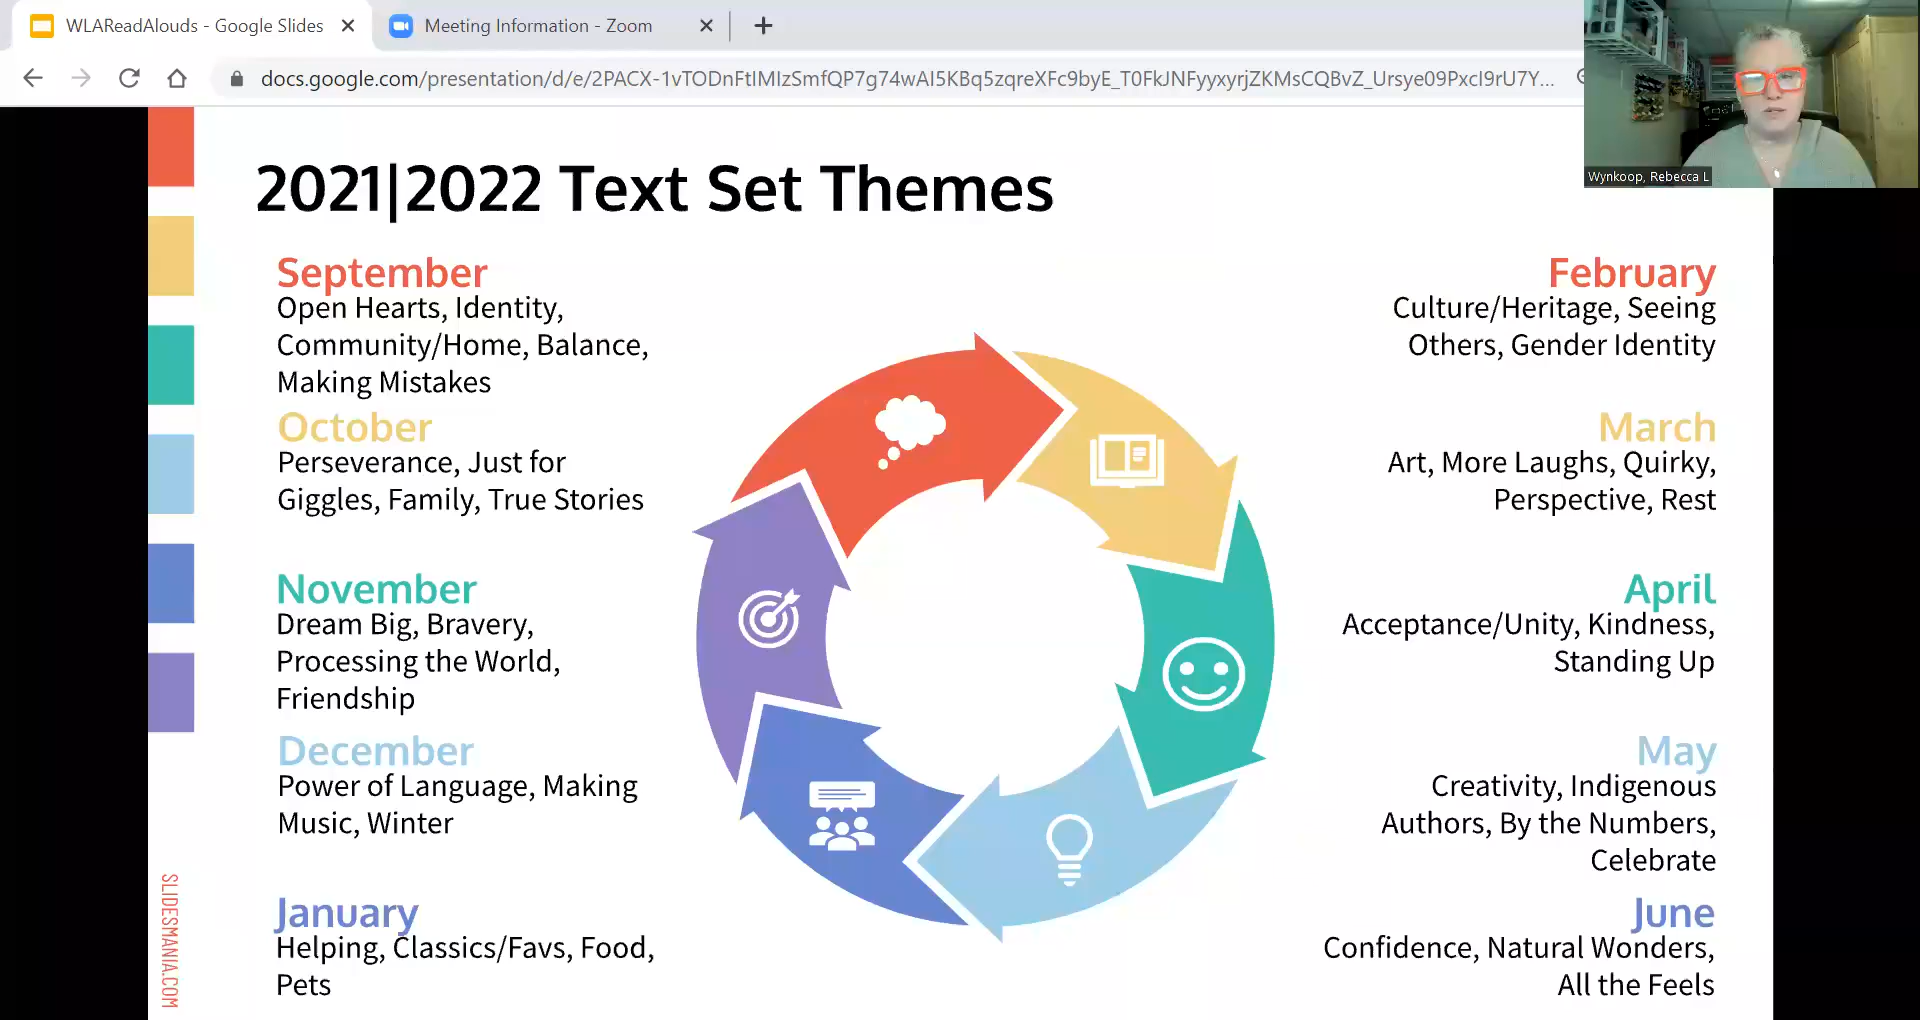 WLAReadAlouds - Google Slides
Meeting Information - Zoom
docs.google.com/presentation/d/e/2PACX-1vTODnFtIMIzSmfQP7g74wAI5KBq5zqreXFc9byE_T0FkJNFyyxyrjZKMsCQBvZ_Ursye09PxcI9rU7Y...
Wynkoop, Rebecca L
2021|2022 Text Set Themes
September
Open Hearts, Identity,
Community/Home, Balance,
Making Mistakes
October
Perseverance, Just for
Giggles, Family, True Stories
November
Dream Big, Bravery,
Processing the World,
Friendship
December
Power of Language, Making
Music, Winter
January
Helping, Classics/Favs, Food,
Pets
February
Culture/Heritage, Seeing
Others, Gender Identity
March
Art, More Laughs, Quirky,
Perspective, Rest
April
Acceptance/Unity, Kindness,
Standing Up
May
Creativity, Indigenous
Authors, By the Numbers,
Celebrate
June
Confidence, Natural Wonders,
All the Feels
SLIDESMANIA.COM